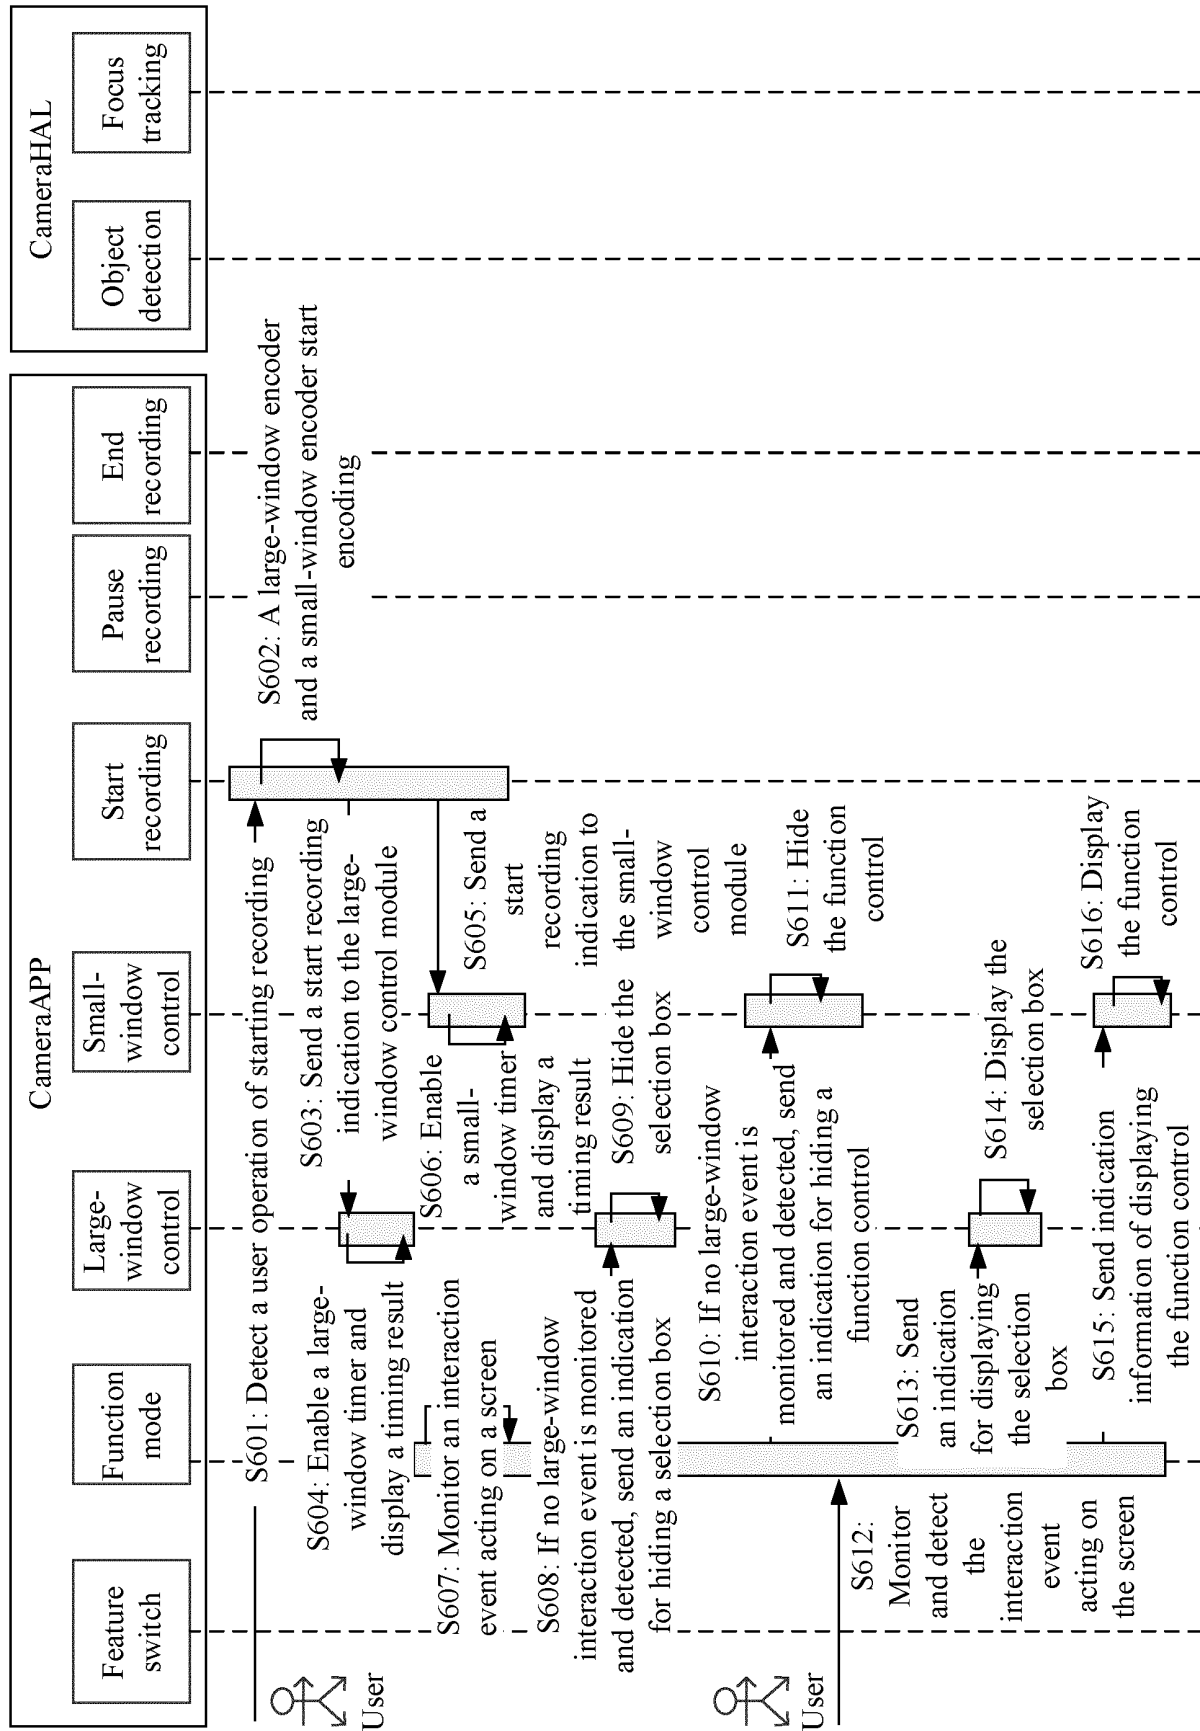 CameraAPP
CameraHAL
Feature
switch
Function
mode
Large-
window
control
Small-
window
control
Start
recording
Pause
recording
End
recording
Object
detection
Focus
tracking
User
S601: Detect a user operation of starting recording
S602: A large-window encoder
and a small-window encoder start
encoding
S603: Send a start recording
indication to the large-
window control module
S604: Enable a large-
window timer and
display a timing result
S605: Send a
start
recording
indication to
the small-
window
control
module
S606: Enable
a small-
window timer
and display a
timing result
S607: Monitor an interaction
event acting on a screen
S608: If no large-window
interaction event is monitored
and detected, send an indication
for hiding a selection box
S609: Hide the
selection box
S610: If no large-window
interaction event is
monitored and detected, send
an indication for hiding a
function control
S611: Hide
the function
control
User
S612:
Monitor
and detect
the
interaction
event
acting on
the screen
S613: Send
an indication
for displaying
the selection
box
S614: Display the
selection box
S615: Send indication
information of displaying
the function control
S616: Display
the function
control